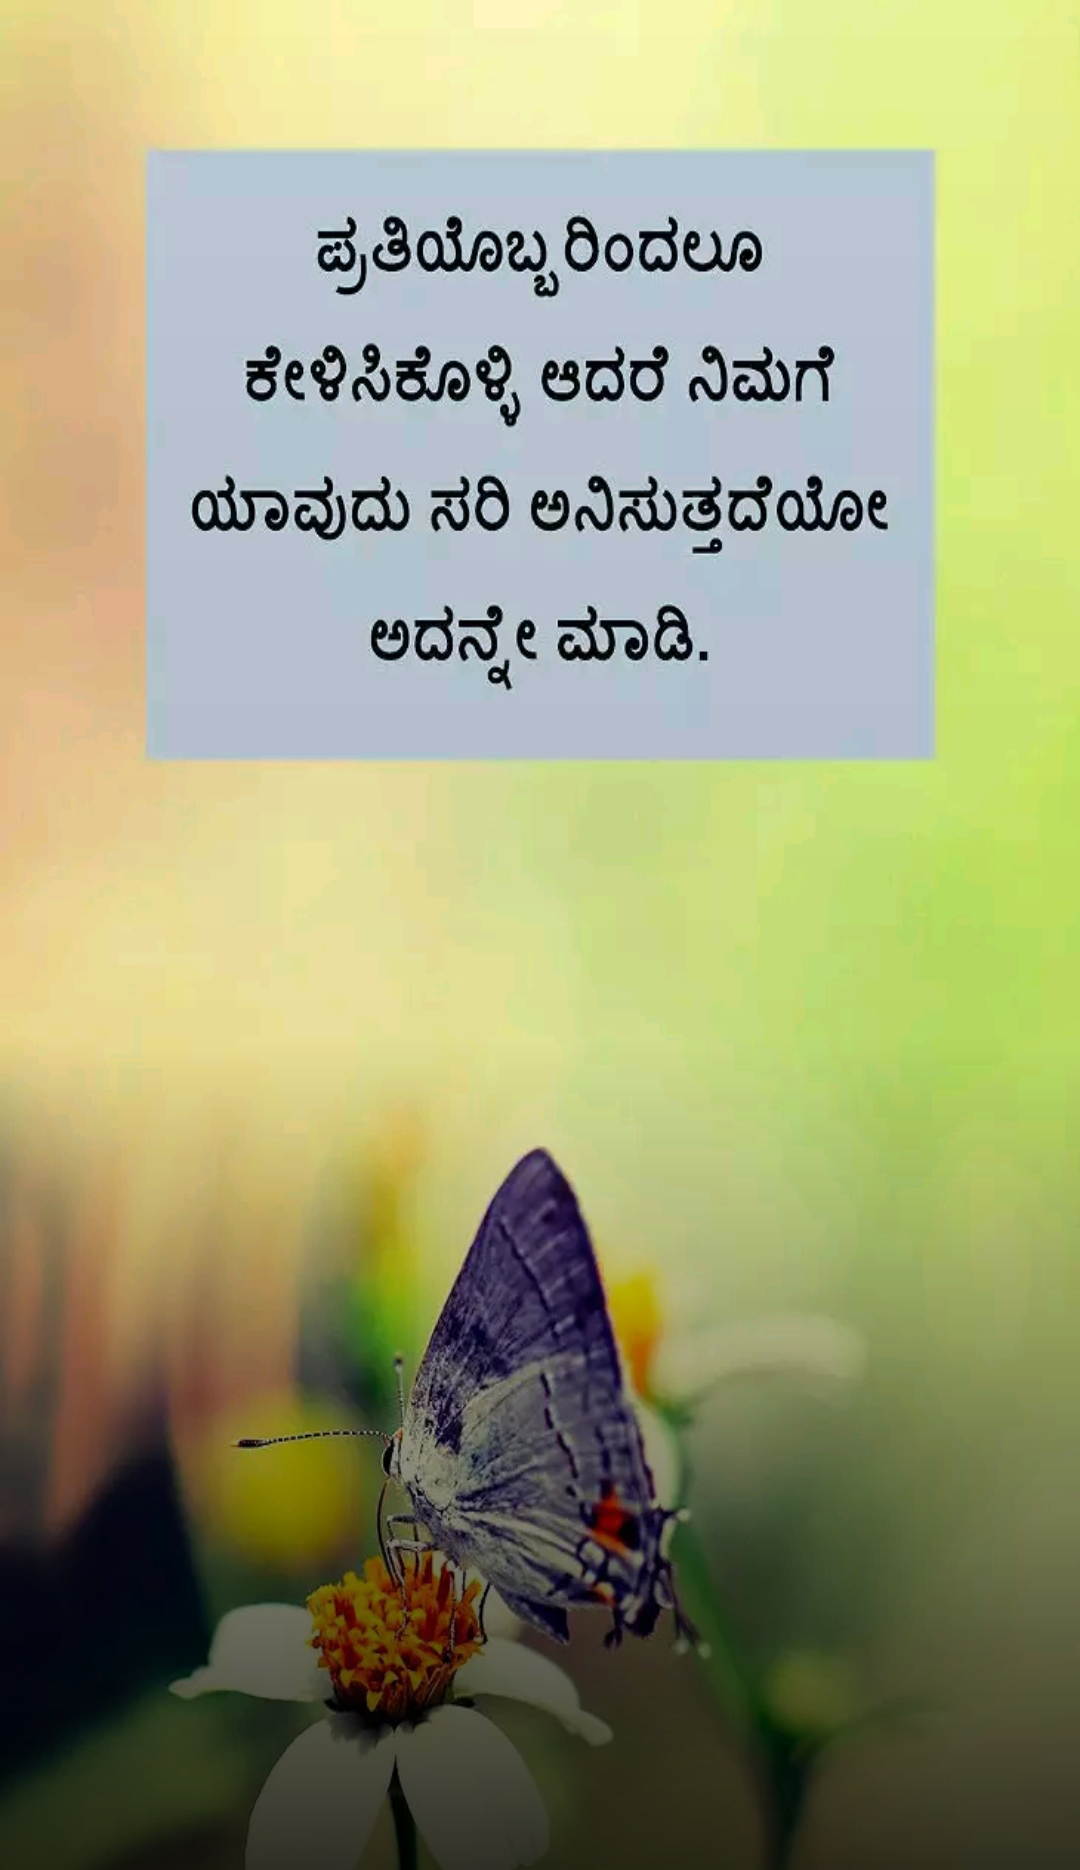 ಪ್ರತಿಯೊಬ್ಬರಿಂದಲೂ
ಕೇಳಿಸಿಕೊಳ್ಳಿ ಆದರೆ ನಿಮಗೆ
ಯಾವುದು ಸರಿ ಅನಿಸುತ್ತದೆಯೋ
ಅದನ್ನೇ ಮಾಡಿ.